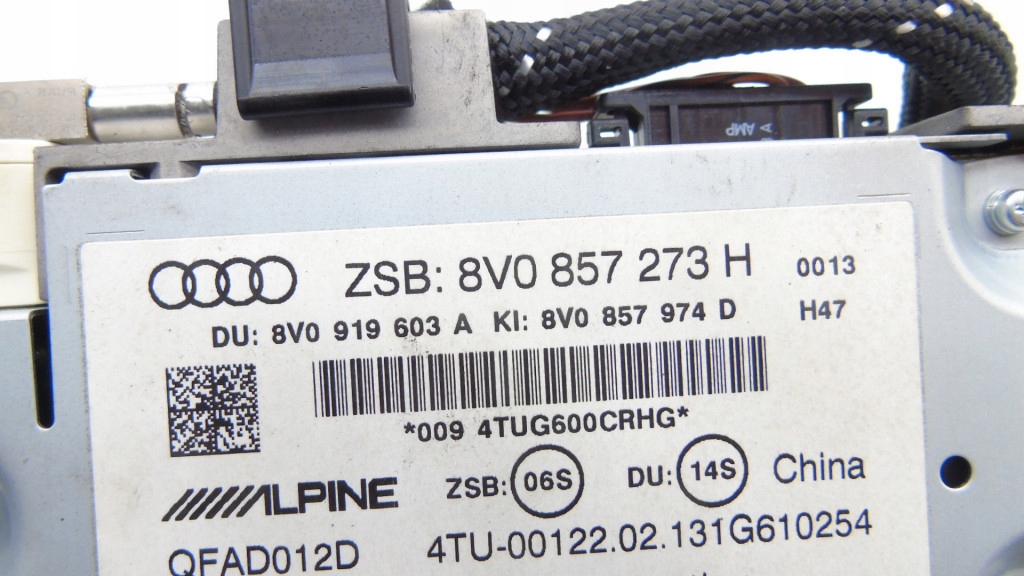 AMP
ZSB: 8V0 857 273 H 0013
DU: 8V0 919 603 A KI: 8V0 857 974 D H47
*009 4TUG600CRHG*
ALPINE ZSB: 06S DU: 14S China
QFAD012D 4TU-00122.02.131G610254